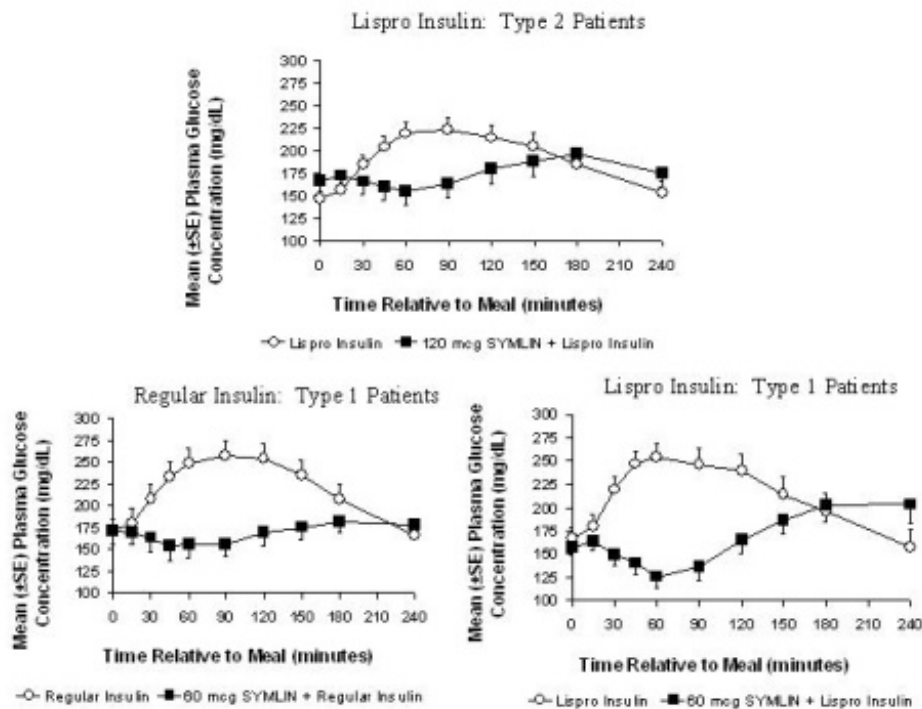 Lispro Insulin: Type 2 Patients
Mean (±SE) Plasma Glucose
Concentration (mg/dL)
300
275
250
225
200
175
150
125
100
0 30 60 90 120 150 180 210 240
Time Relative to Meal (minutes)
Lispro Insulin 120 mcg SYMLIN + Lispro Insulin
Regular Insulin: Type 1 Patients
Mean (±SE) Plasma Glucose
Concentration (mg/dL)
300
275
250
225
200
175
150
125
100
0 30 60 90 120 150 180 210 240
Time Relative to Meal (minutes)
Regular Insulin 60 mcg SYMLIN + Regular Insulin
Lispro Insulin: Type 1 Patients
Mean (±SE) Plasma Glucose
Concentration (mg/dL)
300
275
250
225
200
175
150
125
100
0 30 60 90 120 150 180 210 240
Time Relative to Meal (minutes)
Lispro Insulin 60 mcg SYMLIN + Lispro Insulin